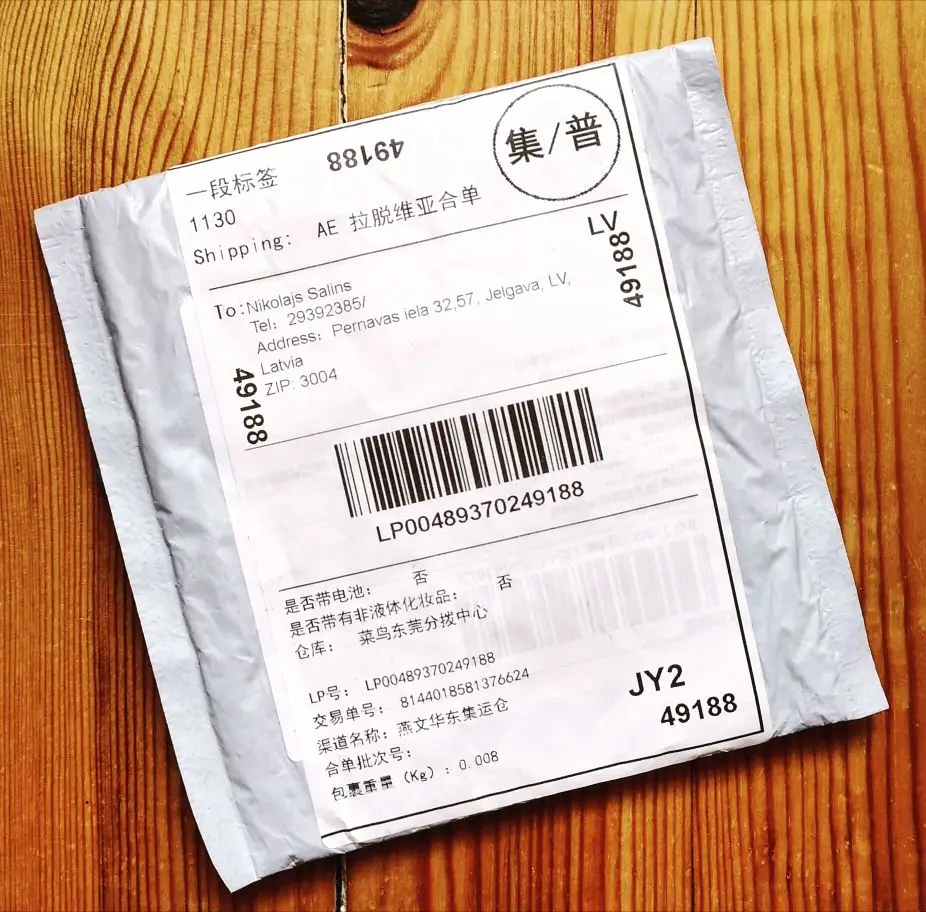 49188
集/普
一段标签
1130
Shipping: AE 拉脱维亚合单
LV
49188
To:Nikolajs Salins
Tel: 29392385/
Address: Pernavas iela 32,57, Jelgava, LV,
Latvia
ZIP: 3004
49188
LP00489370249188
是否带电池: 否
是否带有非液体化妆品: 否
仓库: 菜鸟东莞分拨中心
LP号: LP00489370249188
交易单号: 8144018581376624
渠道名称: 燕文华东集运仓
合单批次号:
包裹重量 (Kg) : 0.008
JY2
49188